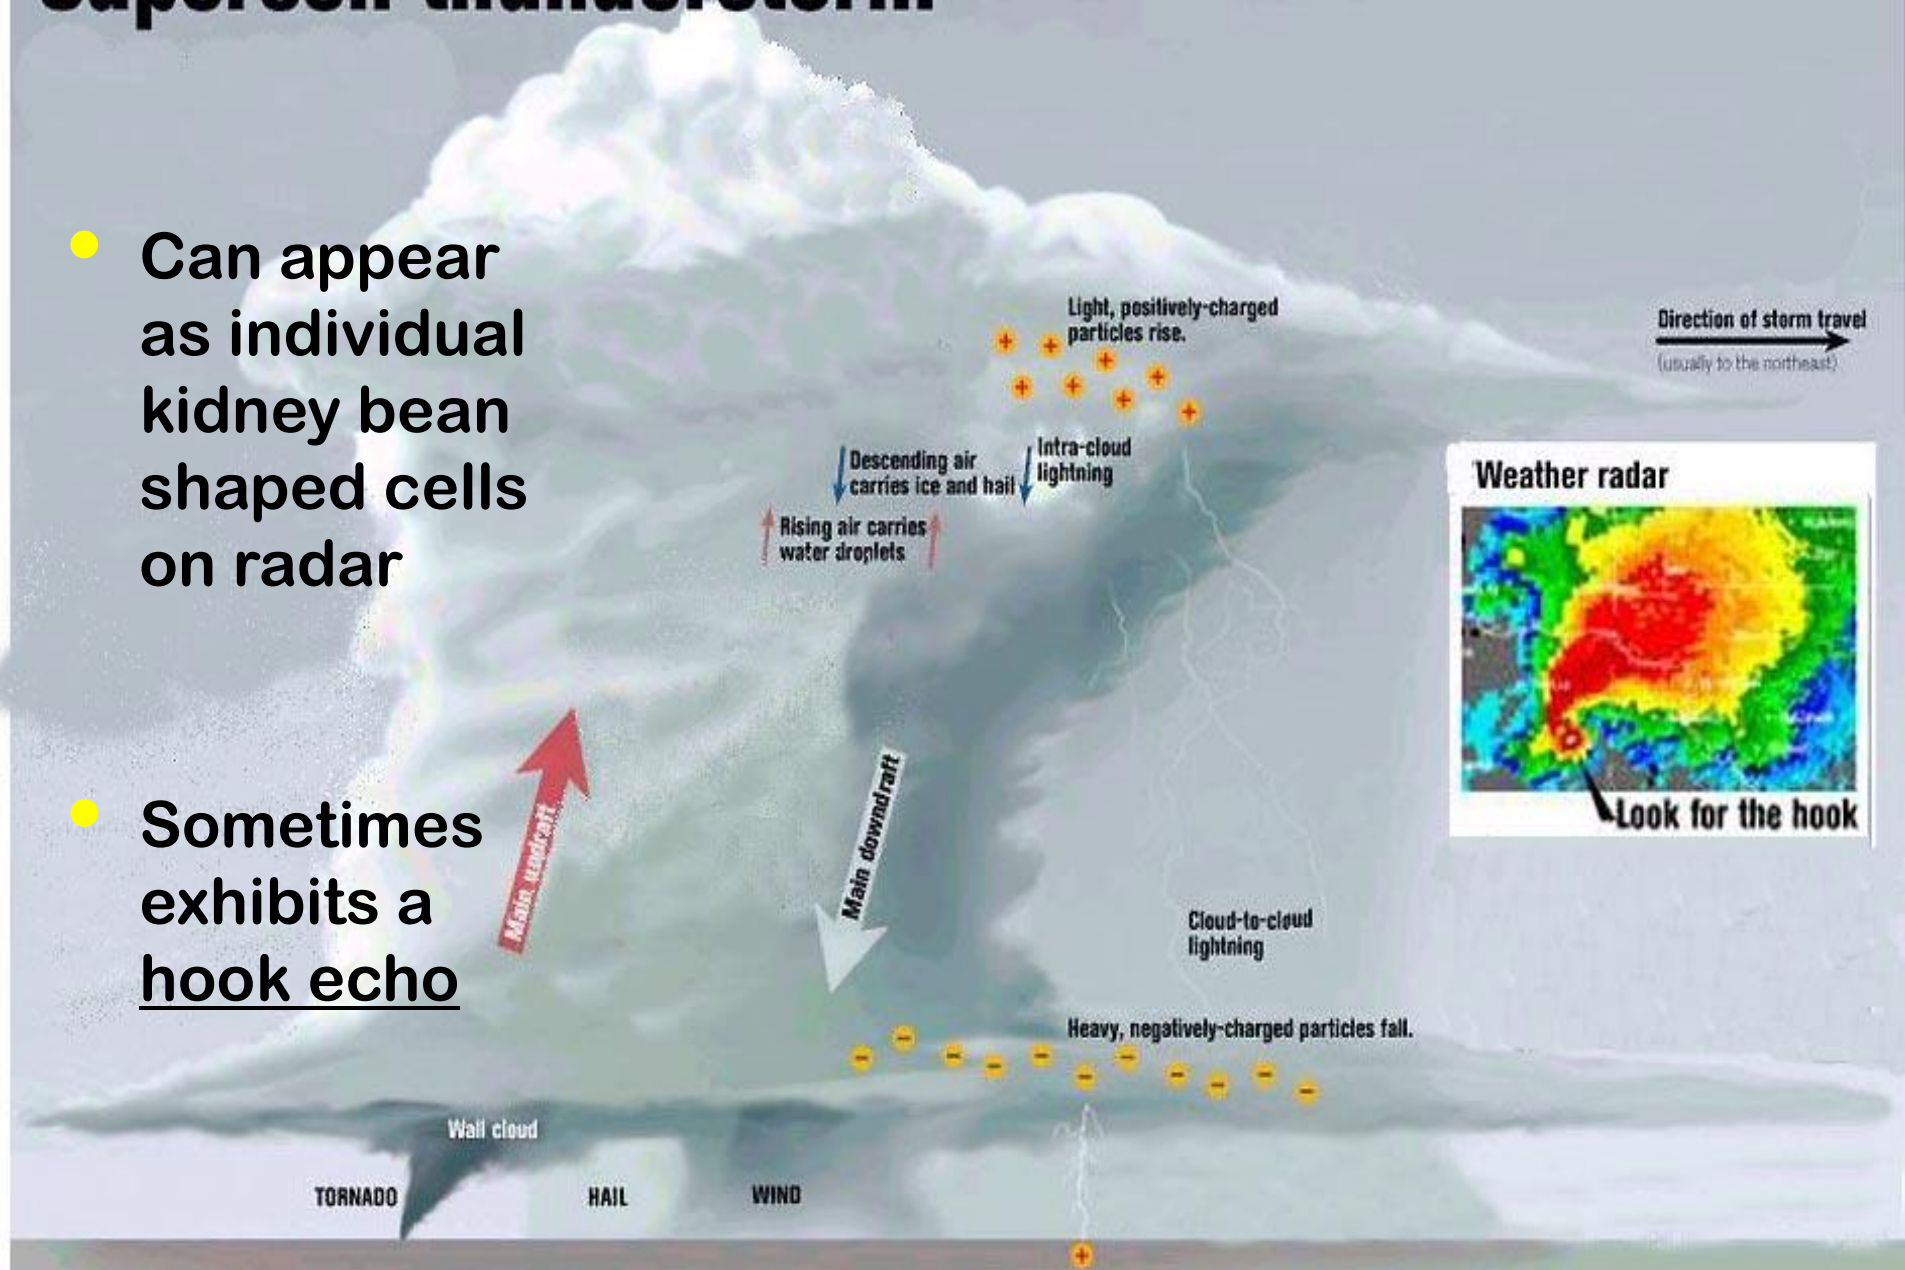 Supercell thunderstorm
Can appear
as individual
kidney bean
shaped cells
on radar
Sometimes
exhibits a
hook echo
Light, positively-charged
particles rise.
Direction of storm travel
(usually to the northeast)
Descending air
carries ice and hail
Intra-cloud
lightning
Rising air carries
water droplets
Weather radar
Look for the hook
Main updraft
Main downdraft
Cloud-to-cloud
lightning
Heavy, negatively-charged particles fall.
Wall cloud
TORNADO
HAIL
WIND